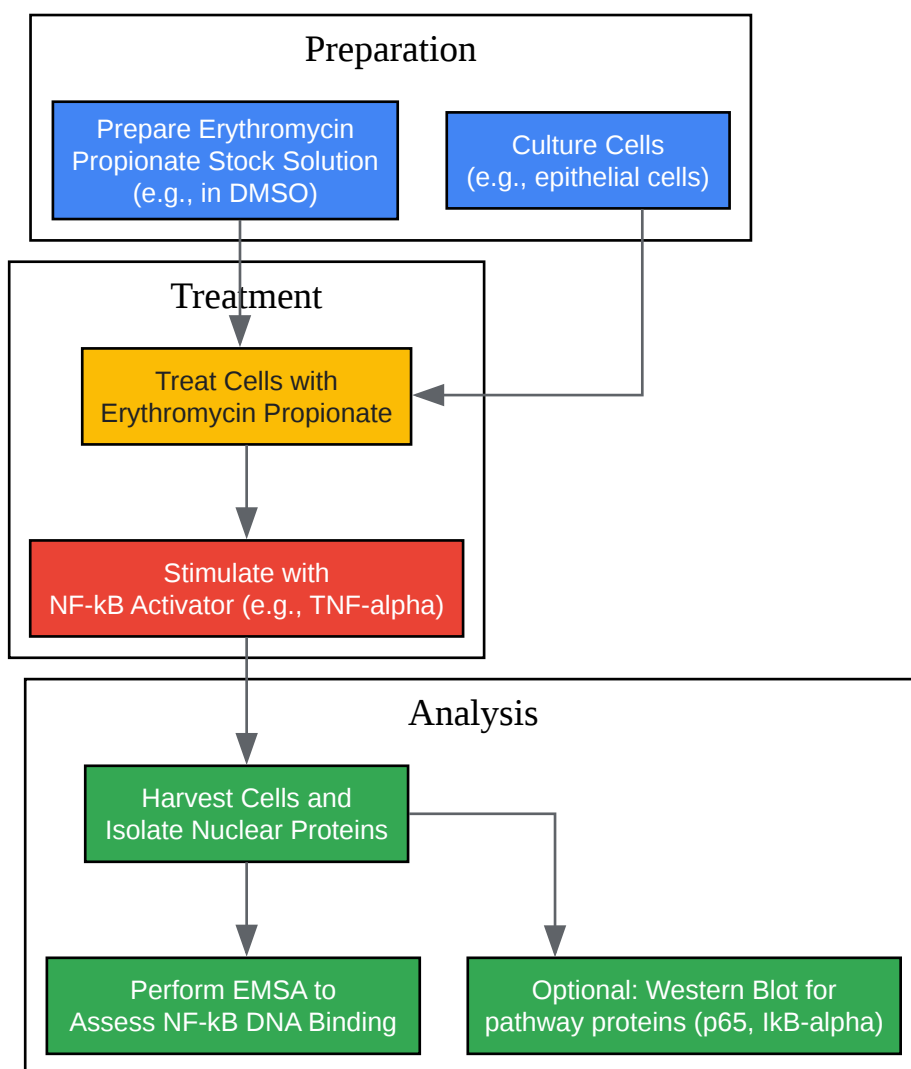 Preparation
Prepare Erythromycin
Propionate Stock Solution
(e.g., in DMSO)
Culture Cells
(e.g., epithelial cells)
Treatment
Treat Cells with
Erythromycin Propionate
Stimulate with
NF-kB Activator (e.g., TNF-alpha)
Analysis
Harvest Cells and
Isolate Nuclear Proteins
Perform EMSA to
Assess NF-kB DNA Binding
Optional: Western Blot for
pathway proteins (p65, IkB-alpha)